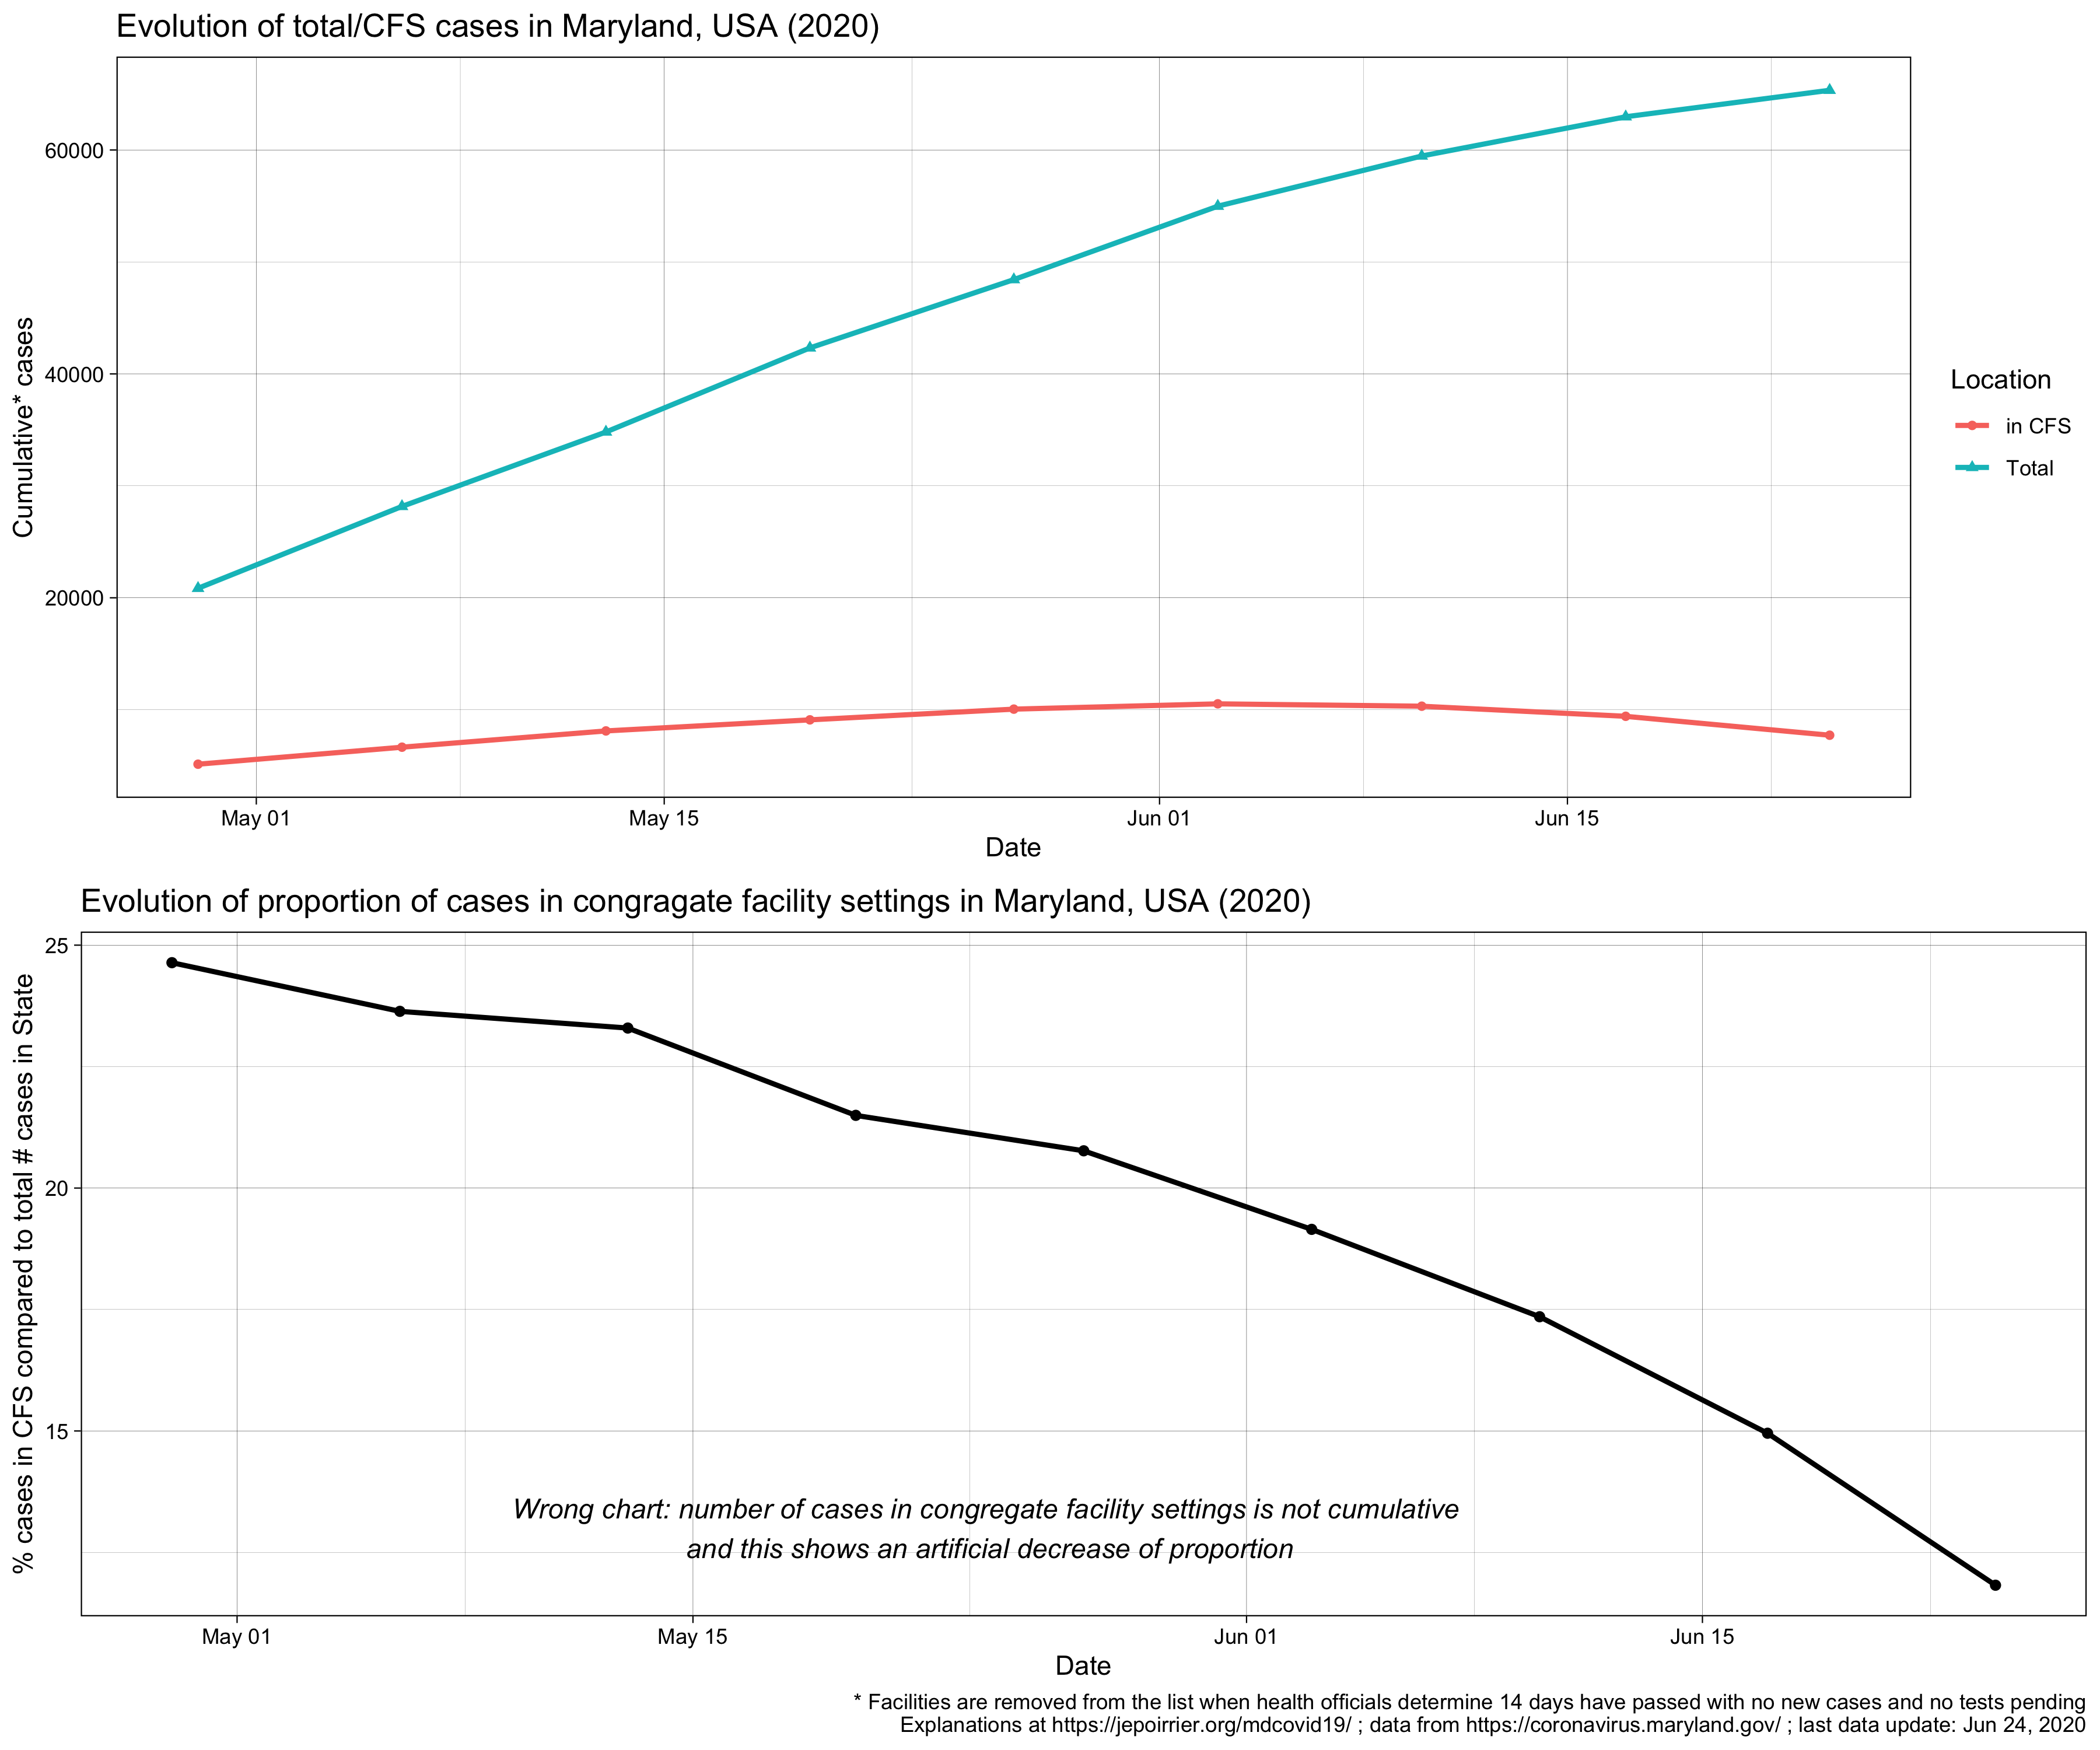 Evolution of total/CFS cases in Maryland, USA (2020)
60000
40000
20000
Cumulative* cases
May 01
May 15
Jun 01
Jun 15
Date
Location
in CFS
Total
Evolution of proportion of cases in congragate facility settings in Maryland, USA (2020)
25
20
15
% cases in CFS compared to total # cases in State
Wrong chart: number of cases in congregate facility settings is not cumulative
and this shows an artificial decrease of proportion
May 01
May 15
Jun 01
Jun 15
Date
* Facilities are removed from the list when health officials determine 14 days have passed with no new cases and no tests pending
Explanations at https://jepoirrier.org/mdcovid19/ ; data from https://coronavirus.maryland.gov/ ; last data update: Jun 24, 2020